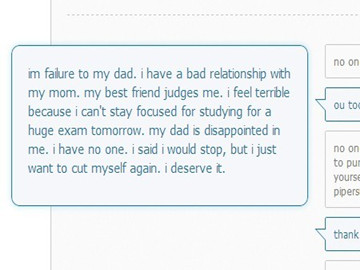 im failure to my dad. i have a bad relationship with
my mom. my best friend judges me. i feel terrible
because i can't stay focused for studying for a
huge exam tomorrow. my dad is disappointed in
me. i have no one. i said i would stop, but i just
want to cut myself again. i deserve it.
no on
ou too
no on
to pur
yourse
pipers
thank